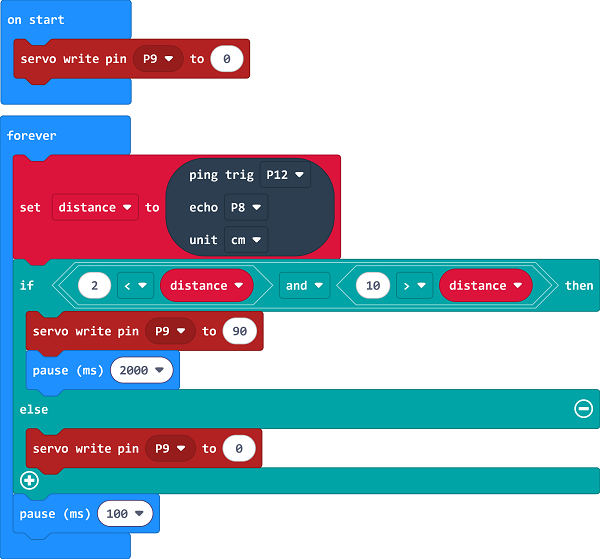 on start
servo write pin P9 to 0
forever
ping trig P12
set distance to echo P8
unit cm
if 2 < distance and 10 > distance then
servo write pin P9 to 90
pause (ms) 2000
else
servo write pin P9 to 0
pause (ms) 100